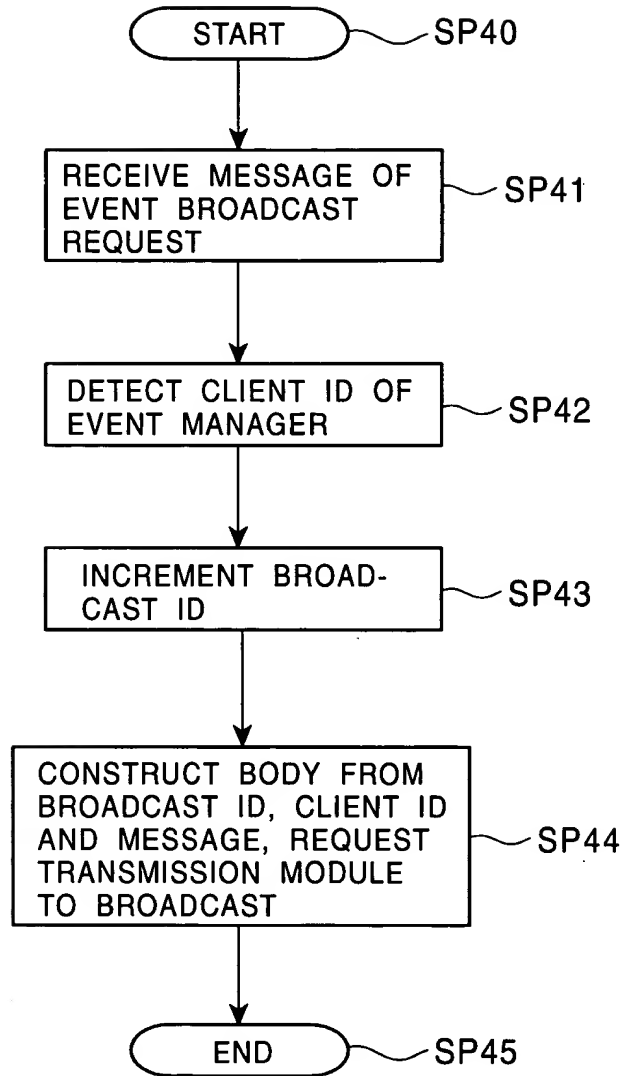 START
SP40
RECEIVE MESSAGE OF
EVENT BROADCAST
REQUEST
SP41
DETECT CLIENT ID OF
EVENT MANAGER
SP42
INCREMENT BROAD-
CAST ID
SP43
CONSTRUCT BODY FROM
BROADCAST ID, CLIENT ID
AND MESSAGE, REQUEST
TRANSMISSION MODULE
TO BROADCAST
SP44
END
SP45